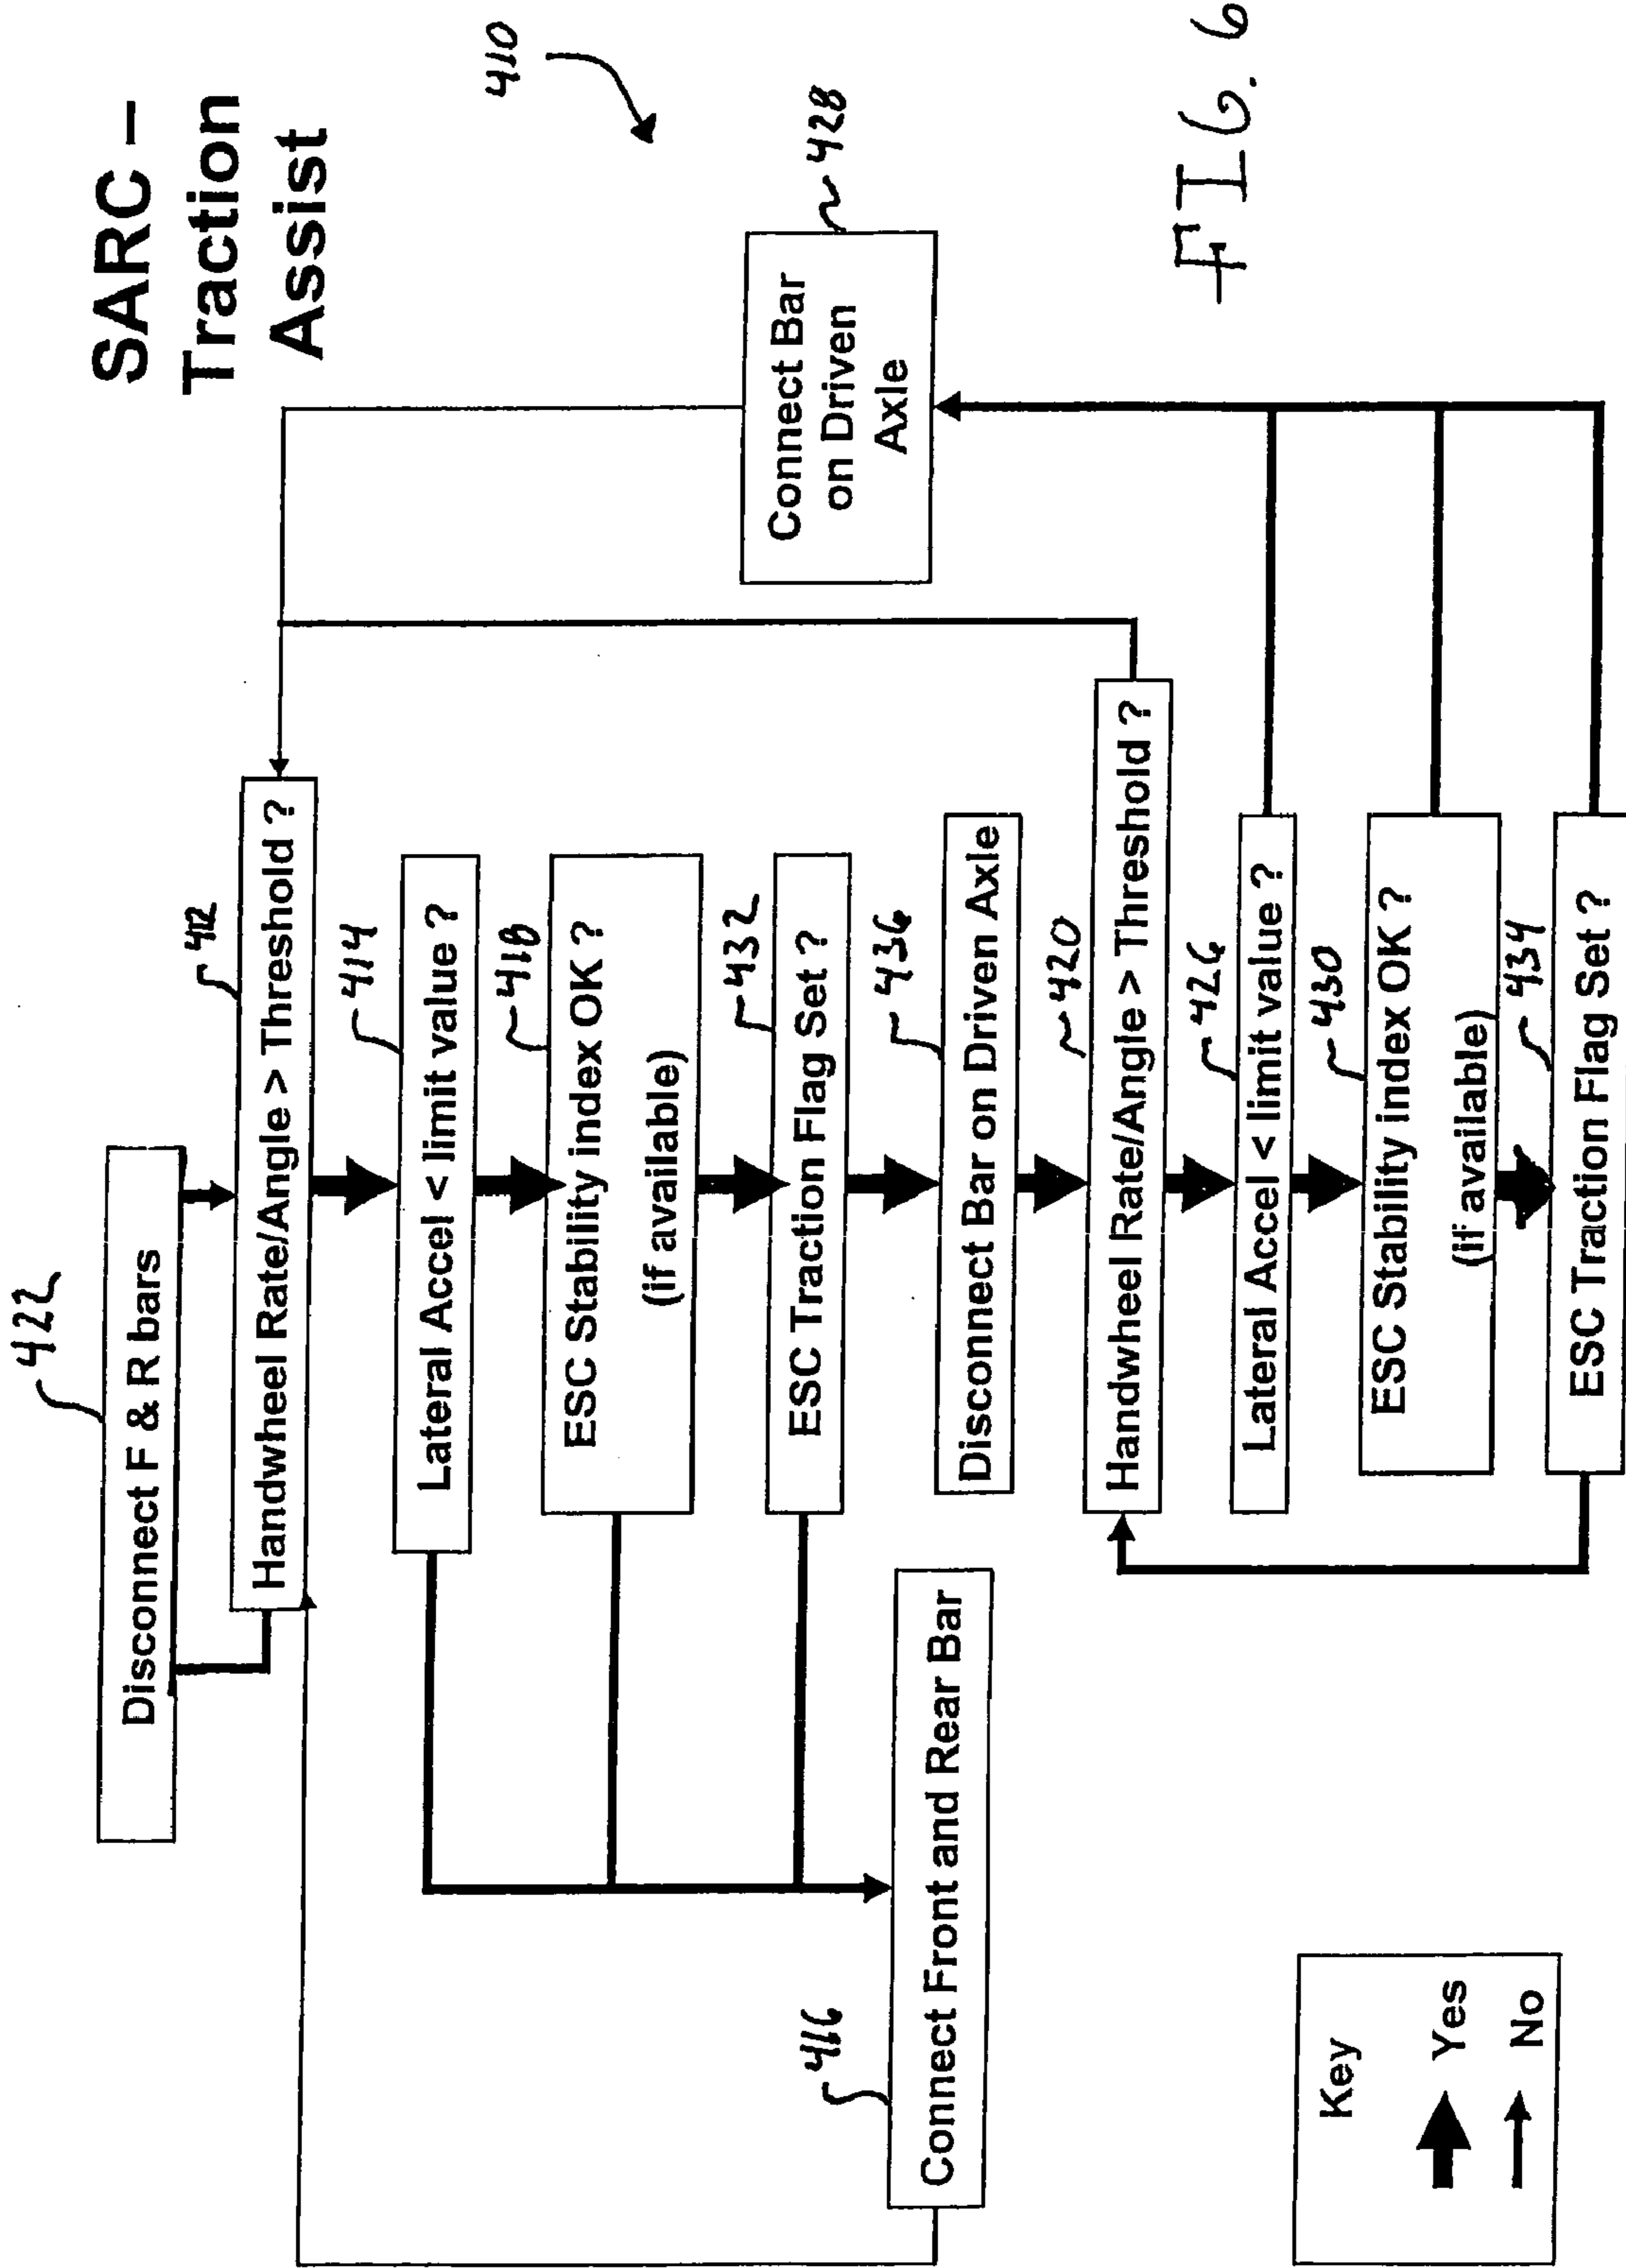 SARC –
Traction
Assist
410
422
Disconnect F & R bars
412
Handwheel Rate/Angle > Threshold ?
414
Lateral Accel < limit value ?
418
ESC Stability index OK ?
(if available)
432
ESC Traction Flag Set ?
436
Disconnect Bar on Driven Axle
420
Handwheel Rate/Angle > Threshold ?
426
Lateral Accel < limit value ?
430
ESC Stability index OK ?
(if available)
434
ESC Traction Flag Set ?
416
Connect Front and Rear Bar
428
Connect Bar
on Driven
Axle
Key
Yes
No
FIG. 6